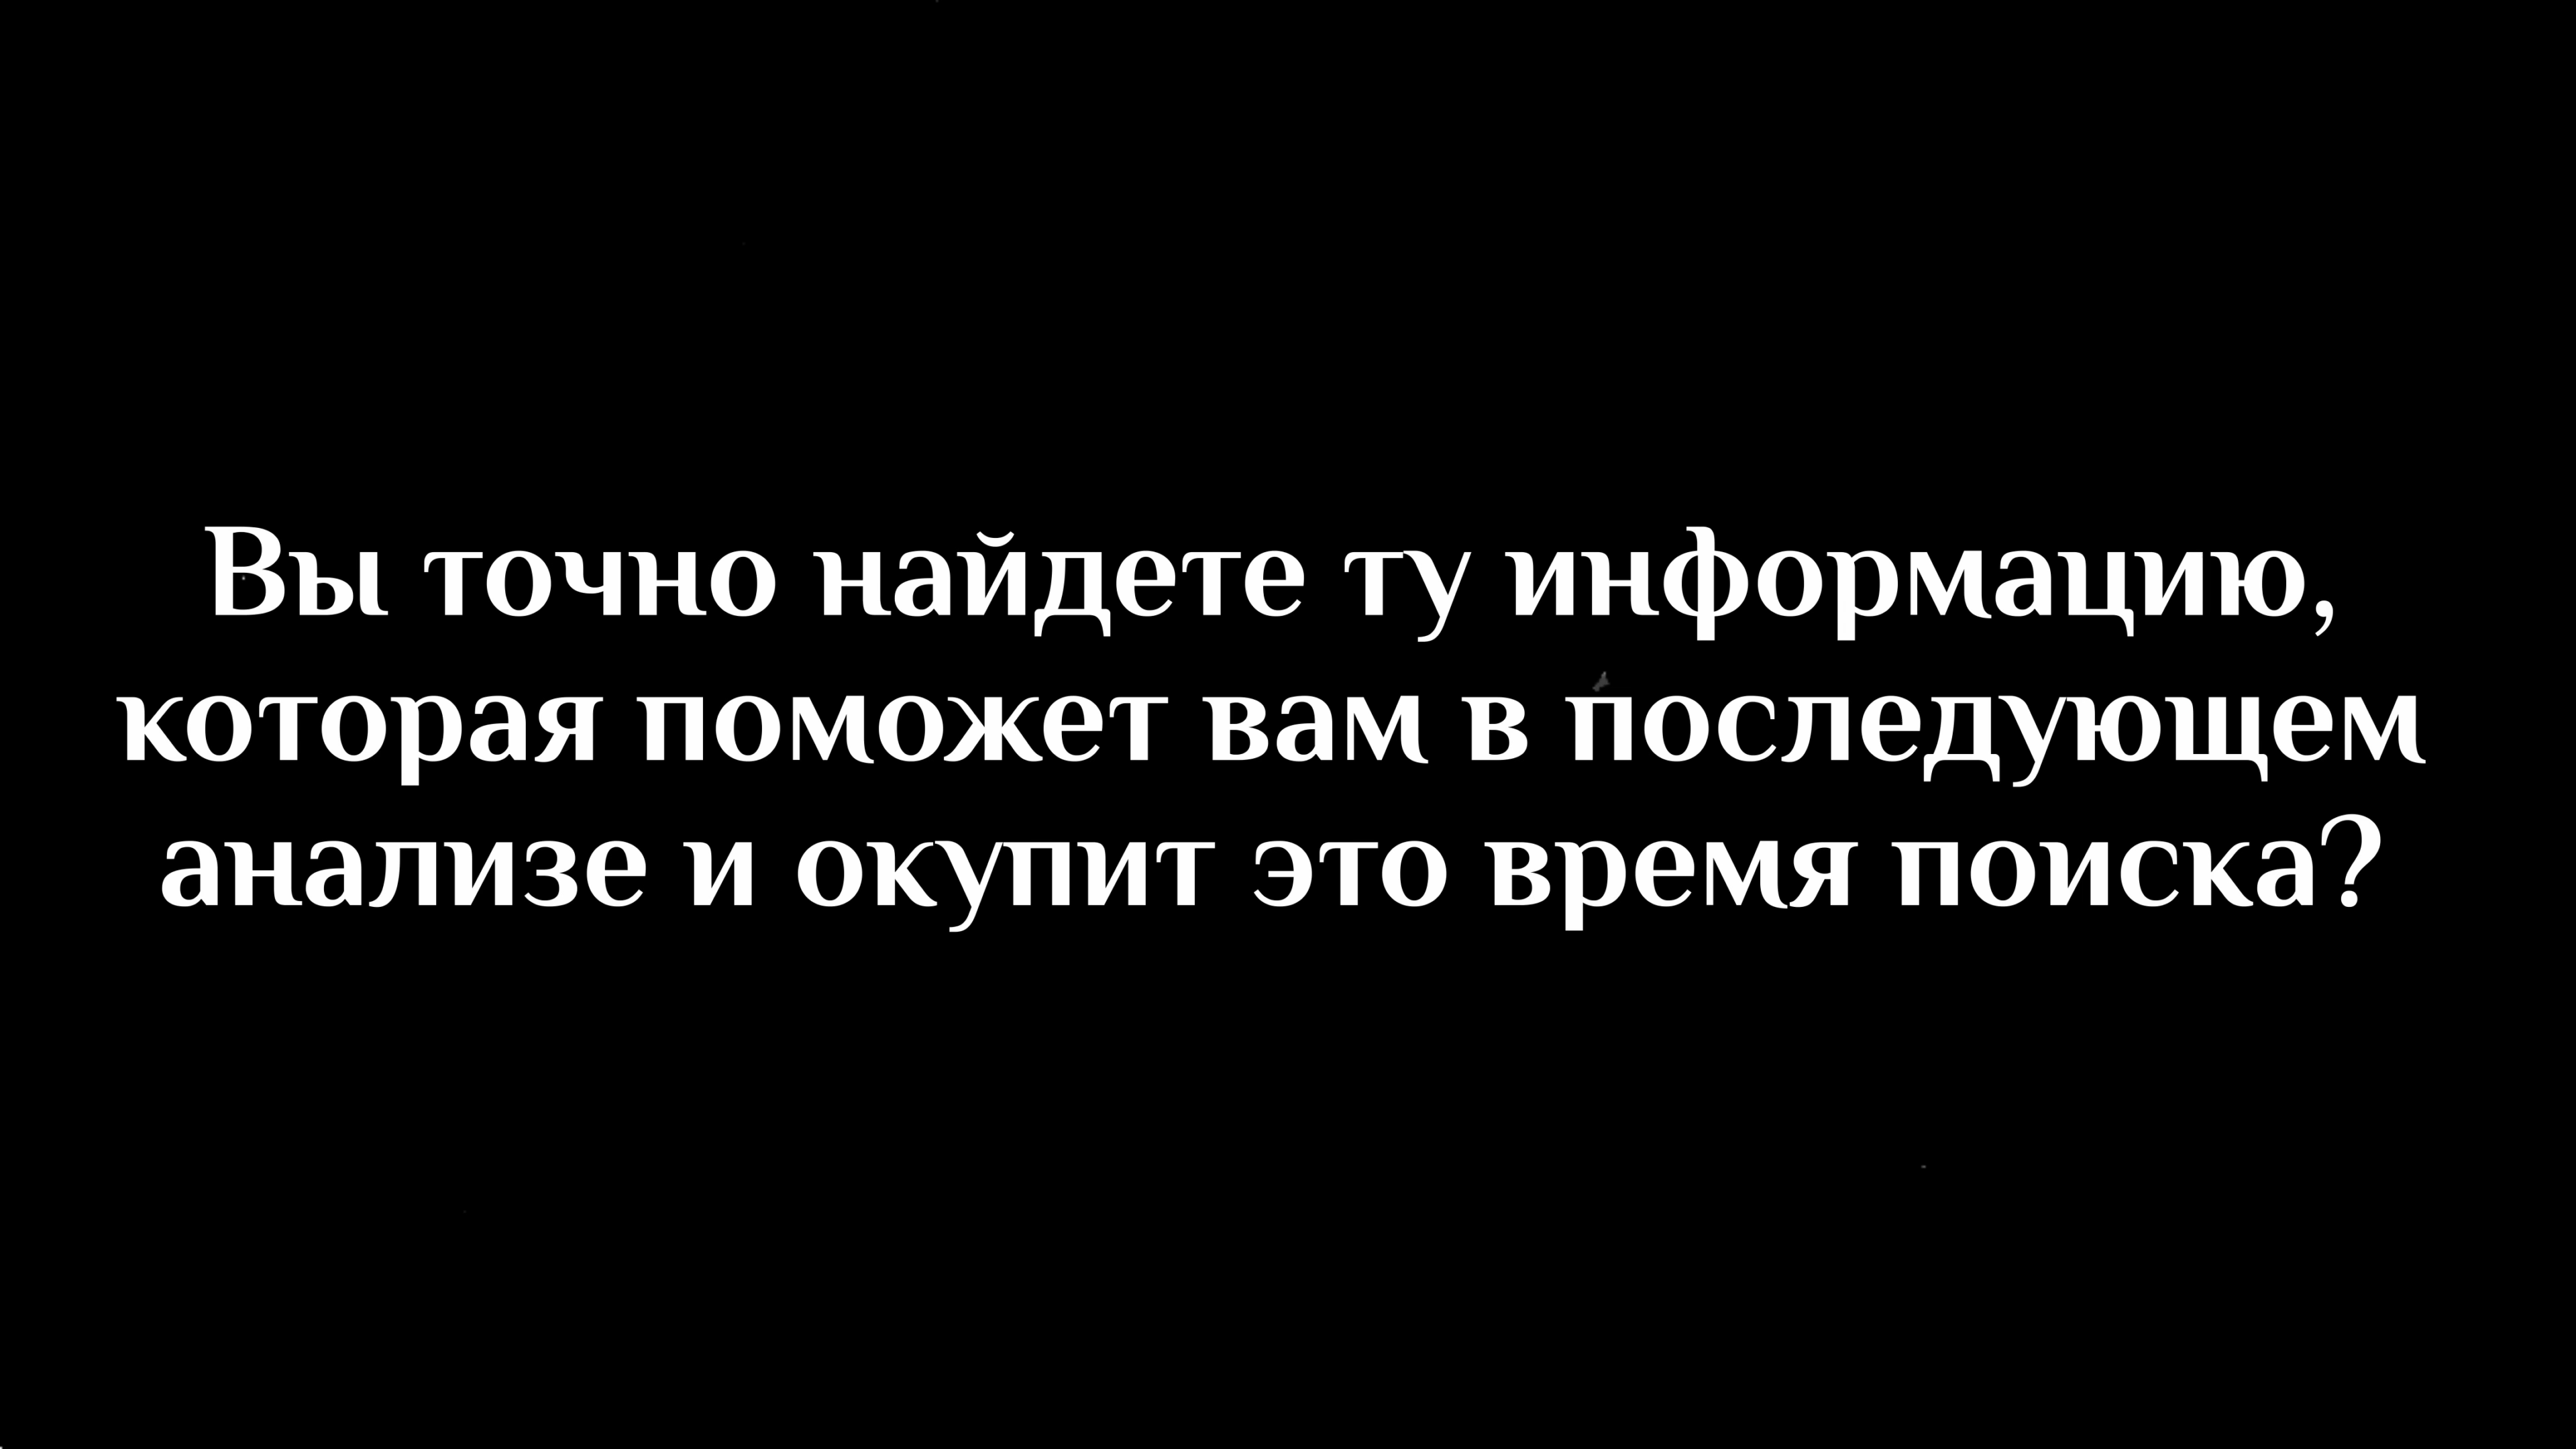 Вы точно найдете ту информацию,
которая поможет вам в последующем
анализе и окупит это время поиска?